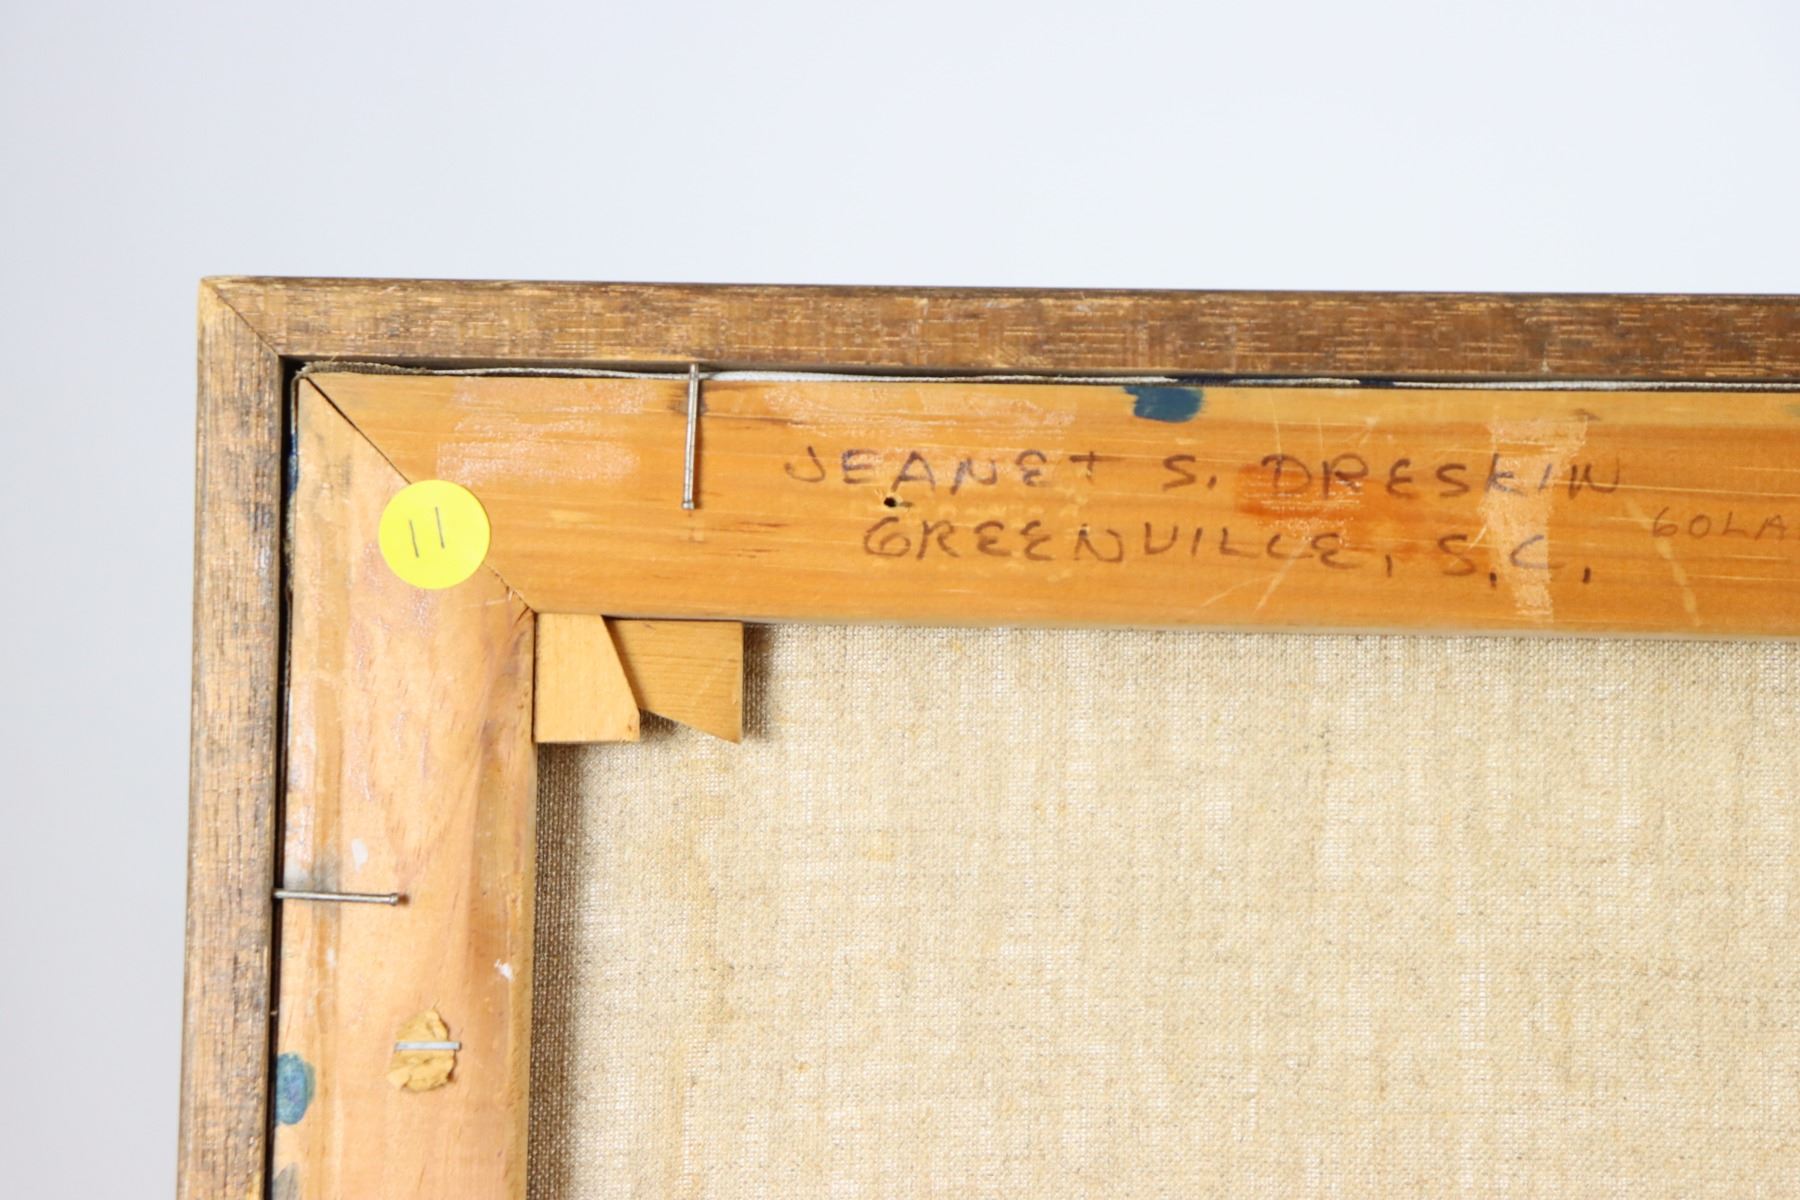 JEANET S. DRESKIN
GREENVILLE, S.C.
11